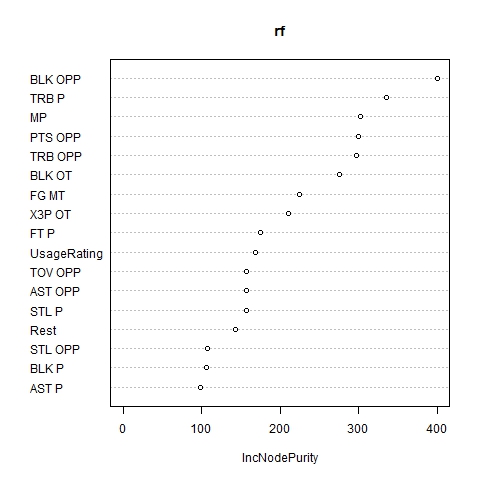 rf
BLK OPP
TRB P
MP
PTS OPP
TRB OPP
BLK OT
FG MT
X3P OT
FT P
UsageRating
TOV OPP
AST OPP
STL P
Rest
STL OPP
BLK P
AST P
0 100 200 300 400
IncNodePurity